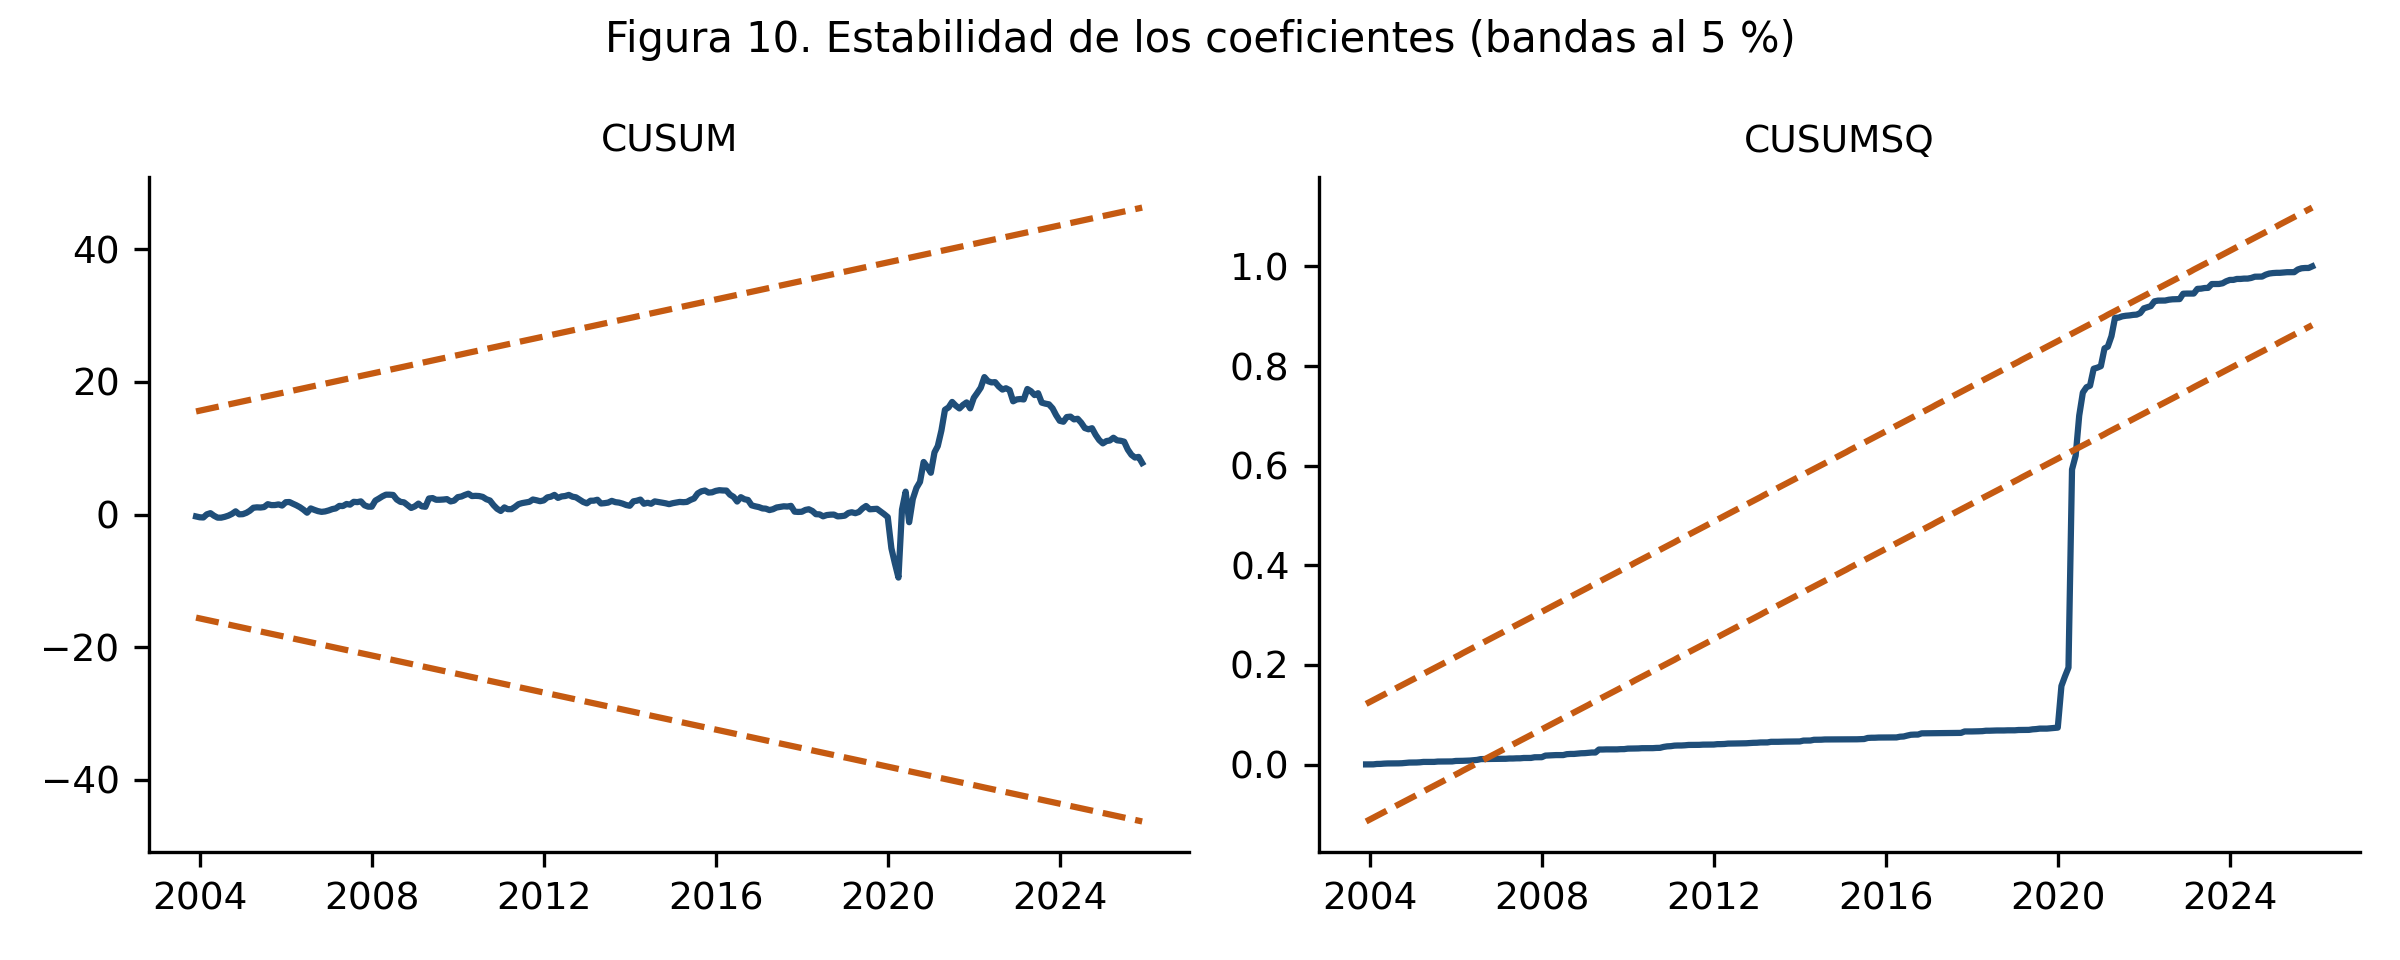 Figura 10. Estabilidad de los coeficientes (bandas al 5 %)
CUSUM
40
20
0
−20
−40
2004 2008 2012 2016 2020 2024
CUSUMSQ
1.0
0.8
0.6
0.4
0.2
0.0
2004 2008 2012 2016 2020 2024